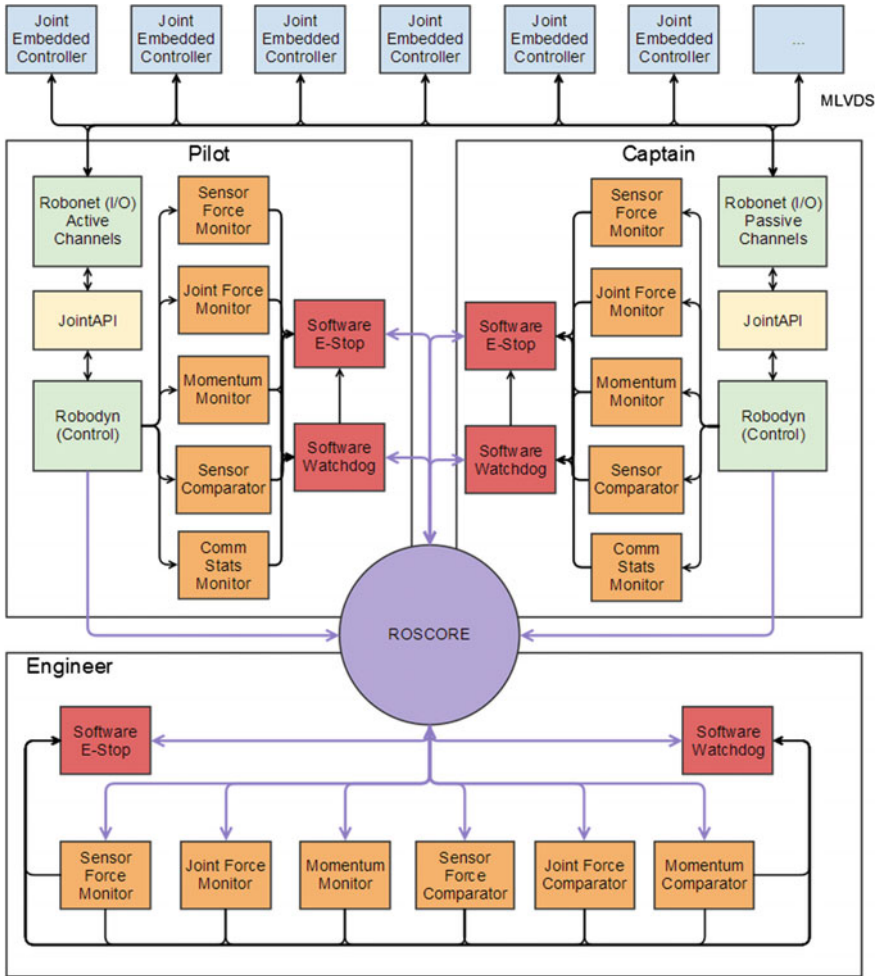 Joint
Embedded
Controller
Joint
Embedded
Controller
Joint
Embedded
Controller
Joint
Embedded
Controller
Joint
Embedded
Controller
Joint
Embedded
Controller
...
MLVDS
Pilot
Robonet (I/O)
Active
Channels
JointAPI
Robodyn
(Control)
Sensor
Force
Monitor
Joint Force
Monitor
Momentum
Monitor
Sensor
Comparator
Comm
Stats
Monitor
Software
E-Stop
Software
Watchdog
Captain
Software
E-Stop
Software
Watchdog
Sensor
Force
Monitor
Joint Force
Monitor
Momentum
Monitor
Sensor
Comparator
Comm
Stats
Monitor
Robonet (I/O)
Passive
Channels
JointAPI
Robodyn
(Control)
ROSCORE
Engineer
Software
E-Stop
Software
Watchdog
Sensor
Force
Monitor
Joint Force
Monitor
Momentum
Monitor
Sensor
Force
Comparator
Joint Force
Comparator
Momentum
Comparator